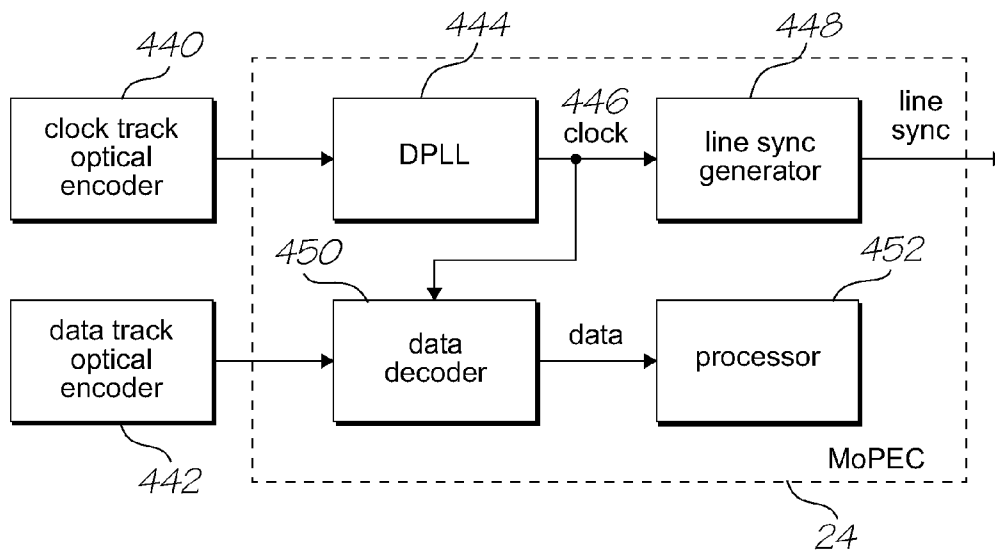 440
444
448
446
clock track
optical
encoder
DPLL
clock
line sync
generator
line
sync
450
452
data track
optical
encoder
data
decoder
data
processor
442
MoPEC
24